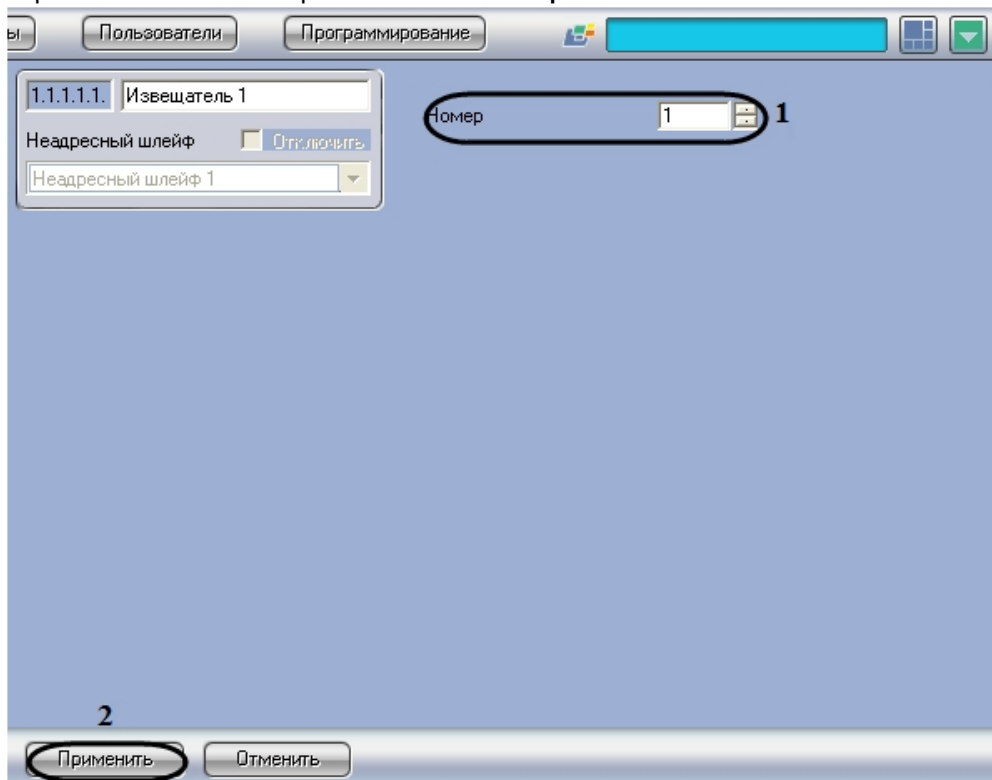 ы Пользователи Программирование
1.1.1.1.1. Извещатель 1
Номер 1 1
Неадресный шлейф Отключить
Неадресный шлейф 1
2
Применить Отменить